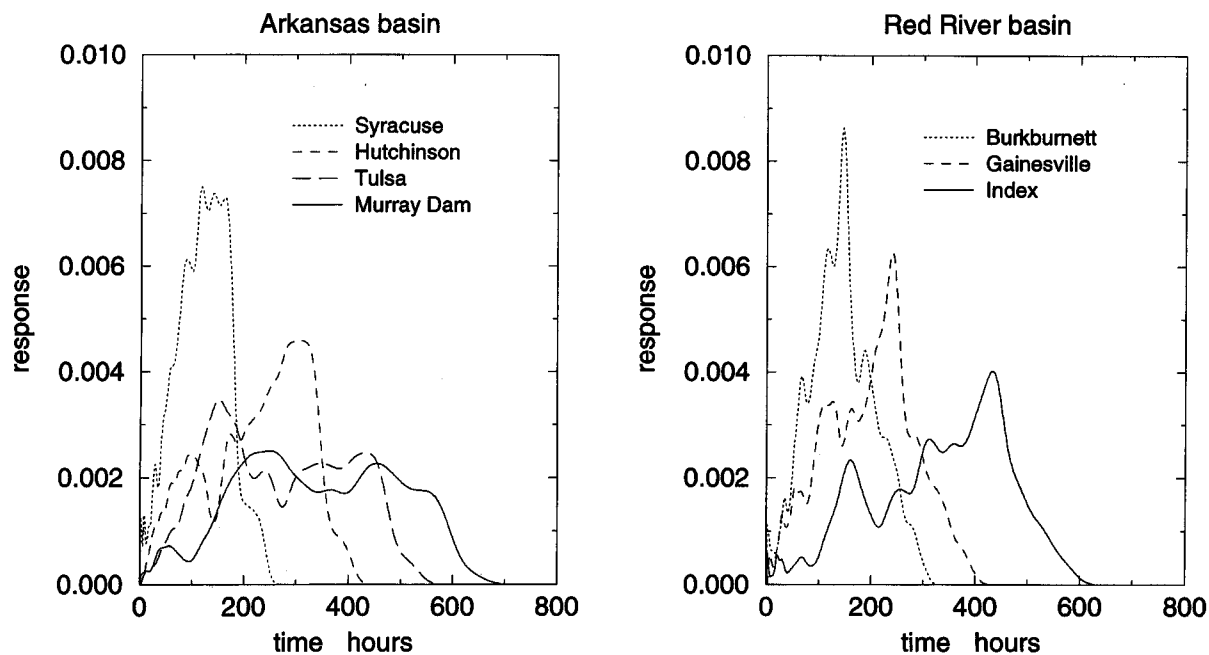 Arkansas basin
0.010
0.008
0.006
0.004
0.002
0.000
response
Syracuse
Hutchinson
Tulsa
Murray Dam
0 200 400 600 800
time hours
Red River basin
0.010
0.008
0.006
0.004
0.002
0.000
response
Burkburnett
Gainesville
Index
0 200 400 600 800
time hours